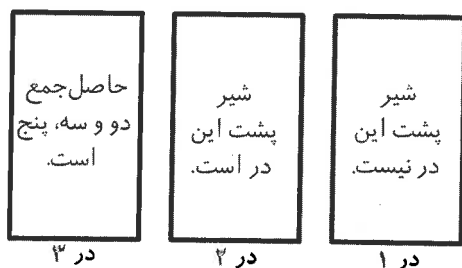 شیر
پشت این
در نیست.
در ۱
شیر
پشت این
در است.
در ۲
حاصل‌جمع
دو و سه، پنج
است.
در ۳